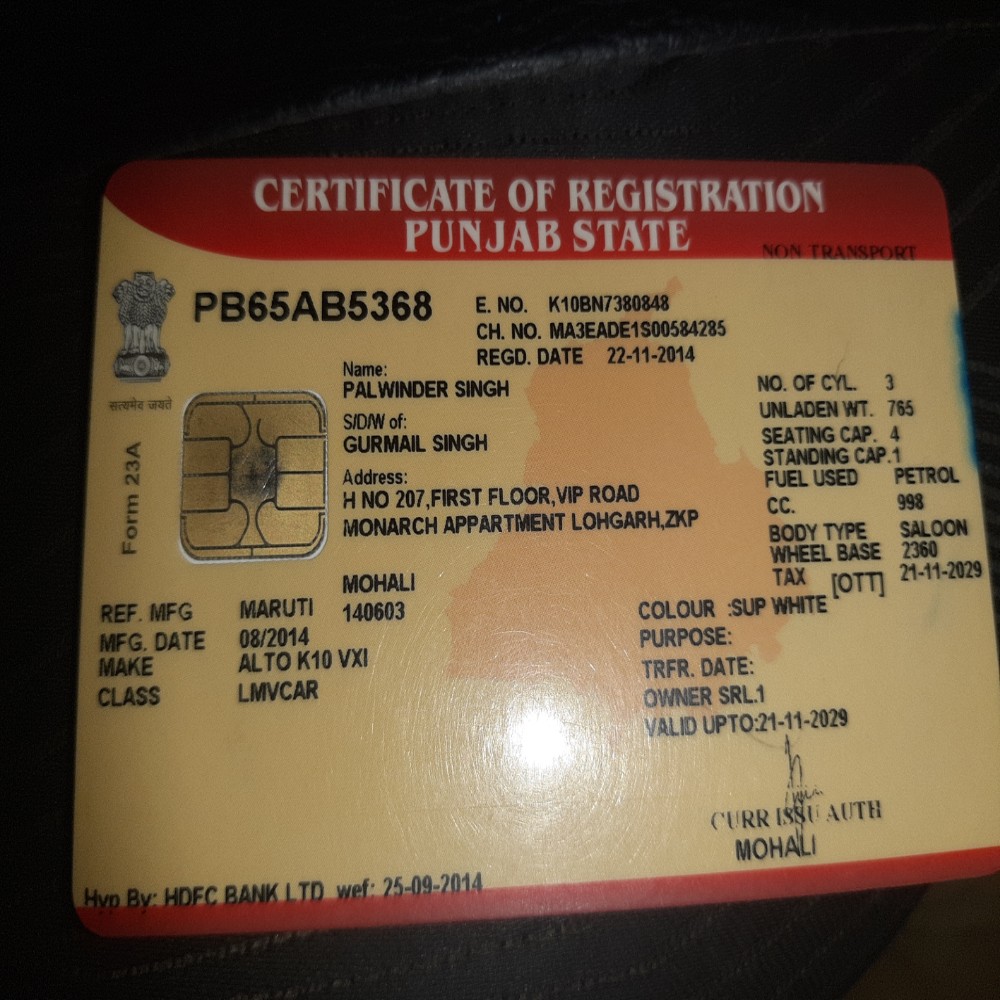 CERTIFICATE OF REGISTRATION
PUNJAB STATE
NON TRANSPORT
PB65AB5368
E. NO. K10BN7380848
CH. NO. MA3EADE1S00584285
REGD. DATE 22-11-2014
सत्यमेव जयते
Form 23A
Name:
PALWINDER SINGH
S/D/W of:
GURMAIL SINGH
Address:
H NO 207,FIRST FLOOR,VIP ROAD
MONARCH APPARTMENT LOHGARH,ZKP
MOHALI
140603
NO. OF CYL. 3
UNLADEN WT. 765
SEATING CAP. 4
STANDING CAP.1
FUEL USED PETROL
CC. 998
BODY TYPE SALOON
WHEEL BASE 2360
TAX [OTT] 21-11-2029
REF. MFG MARUTI
MFG. DATE 08/2014
MAKE ALTO K10 VXI
CLASS LMVCAR
COLOUR :SUP WHITE
PURPOSE:
TRFR. DATE:
OWNER SRL.1
VALID UPTO:21-11-2029
CURR ISSU AUTH
MOHALI
Hyp By: HDFC BANK LTD wef: 25-09-2014